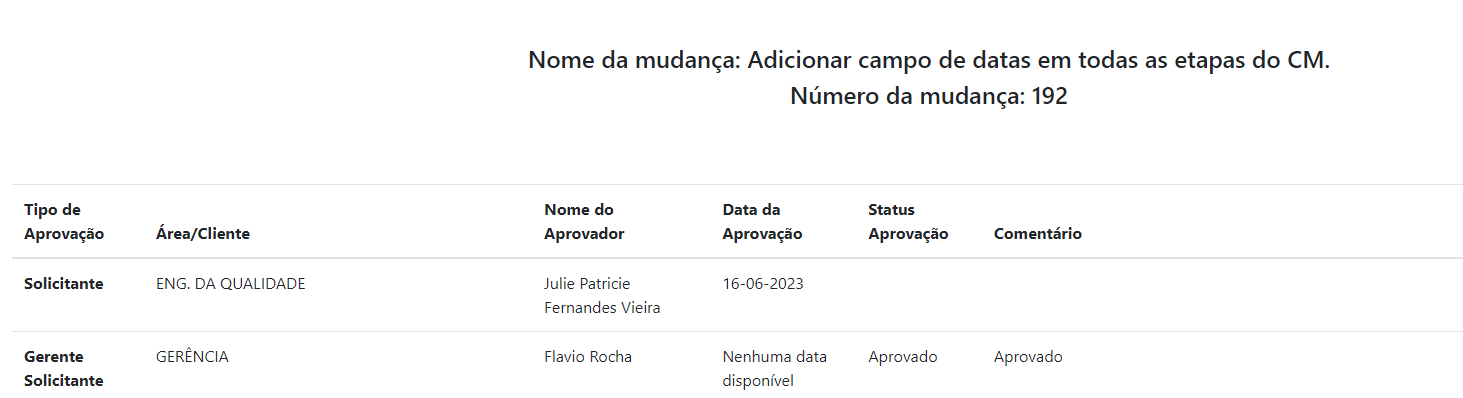 Nome da mudança: Adicionar campo de datas em todas as etapas do CM.
Número da mudança: 192
Tipo de Aprovação Área/Cliente Nome do Aprovador Data da Aprovação Status Aprovação Comentário
Solicitante ENG. DA QUALIDADE Julie Patricie Fernandes Vieira 16-06-2023
Gerente Solicitante GERÊNCIA Flavio Rocha Nenhuma data disponível Aprovado Aprovado